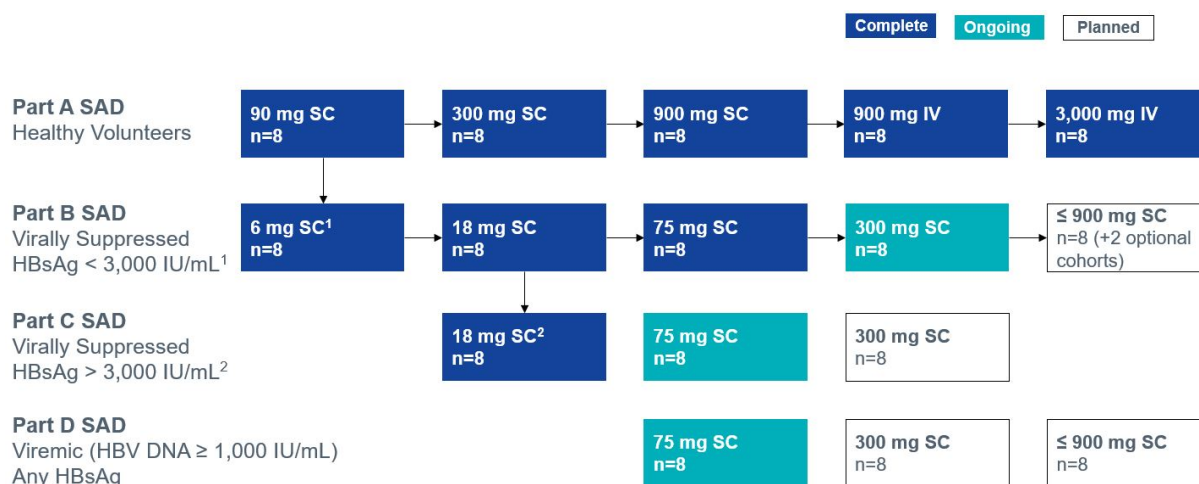 Complete Ongoing Planned
Part A SAD
Healthy Volunteers
90 mg SC
n=8
300 mg SC
n=8
900 mg SC
n=8
900 mg IV
n=8
3,000 mg IV
n=8
Part B SAD
Virally Suppressed
HBsAg < 3,000 IU/mL¹
6 mg SC¹
n=8
18 mg SC
n=8
75 mg SC
n=8
300 mg SC
n=8
≤ 900 mg SC
n=8 (+2 optional
cohorts)
Part C SAD
Virally Suppressed
HBsAg > 3,000 IU/mL²
18 mg SC²
n=8
75 mg SC
n=8
300 mg SC
n=8
Part D SAD
Viremic (HBV DNA ≥ 1,000 IU/mL)
Any HBsAg
75 mg SC
n=8
300 mg SC
n=8
≤ 900 mg SC
n=8